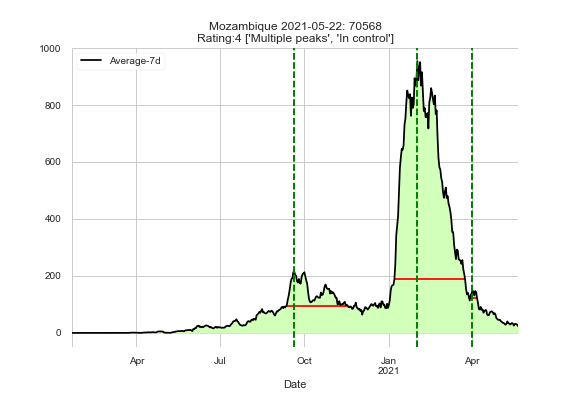 Mozambique 2021-05-22: 70568
Rating:4 ['Multiple peaks', 'In control']
Average-7d
1000
800
600
400
200
0
Apr
Jul
Oct
Jan
2021
Apr
Date